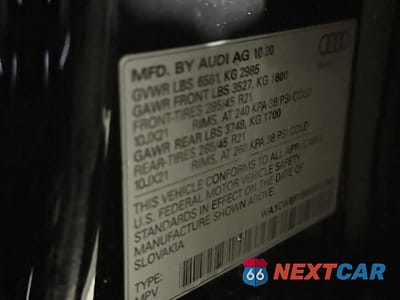 MFD. BY AUDI AG 10/20
GVWR LBS 6581, KG 2985
GAWR FRONT LBS 3527, KG 1600
FRONT-TIRES 285/45 R21
10.0X21 RIMS, AT 240 KPA 35 PSI COLD
GAWR REAR LBS 3748, KG 1700
REAR-TIRES 285/45 R21
10.0X21 RIMS, AT 260 KPA 38 PSI COLD
THIS VEHICLE CONFORMS TO ALL APPLICABLE
U.S. FEDERAL MOTOR VEHICLE SAFETY
STANDARDS IN EFFECT ON THE DATE OF
MANUFACTURE SHOWN ABOVE.
SLOVAKIA
TYPE:
MPV
66 NEXTCAR